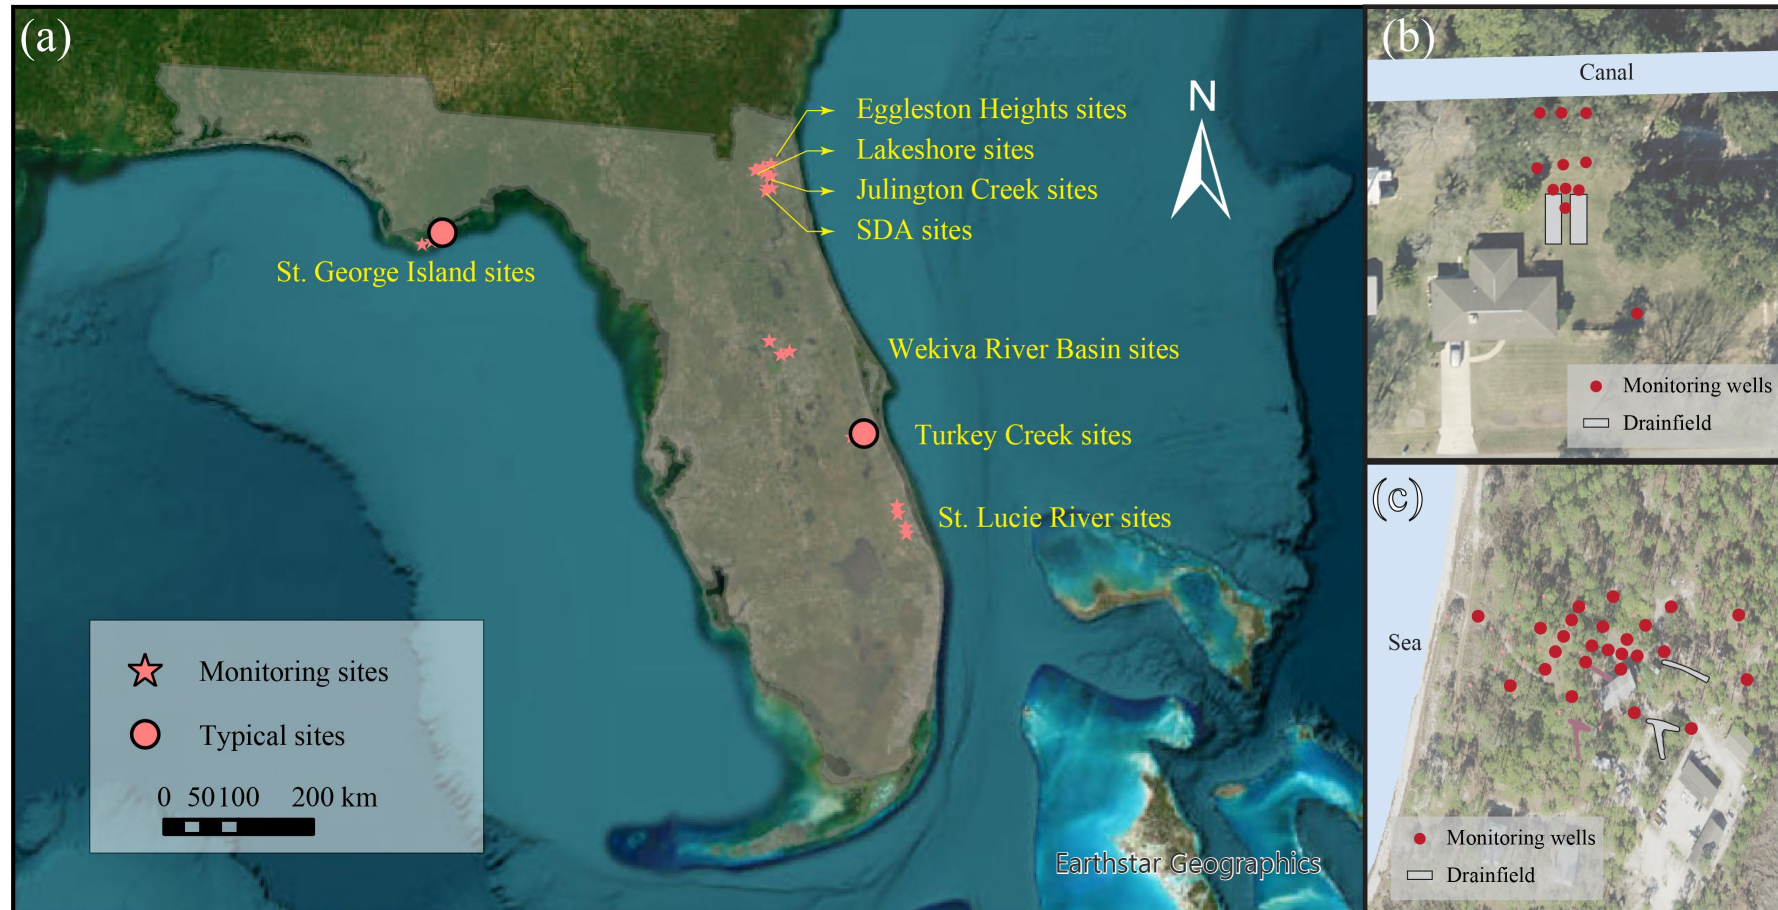 (a)
N
Eggleston Heights sites
Lakeshore sites
Julington Creek sites
SDA sites
St. George Island sites
Wekiva River Basin sites
Turkey Creek sites
St. Lucie River sites
Monitoring sites
Typical sites
0 50 100 200 km
Earthstar Geographics
(b)
Canal
Monitoring wells
Drainfield
(c)
Sea
Monitoring wells
Drainfield